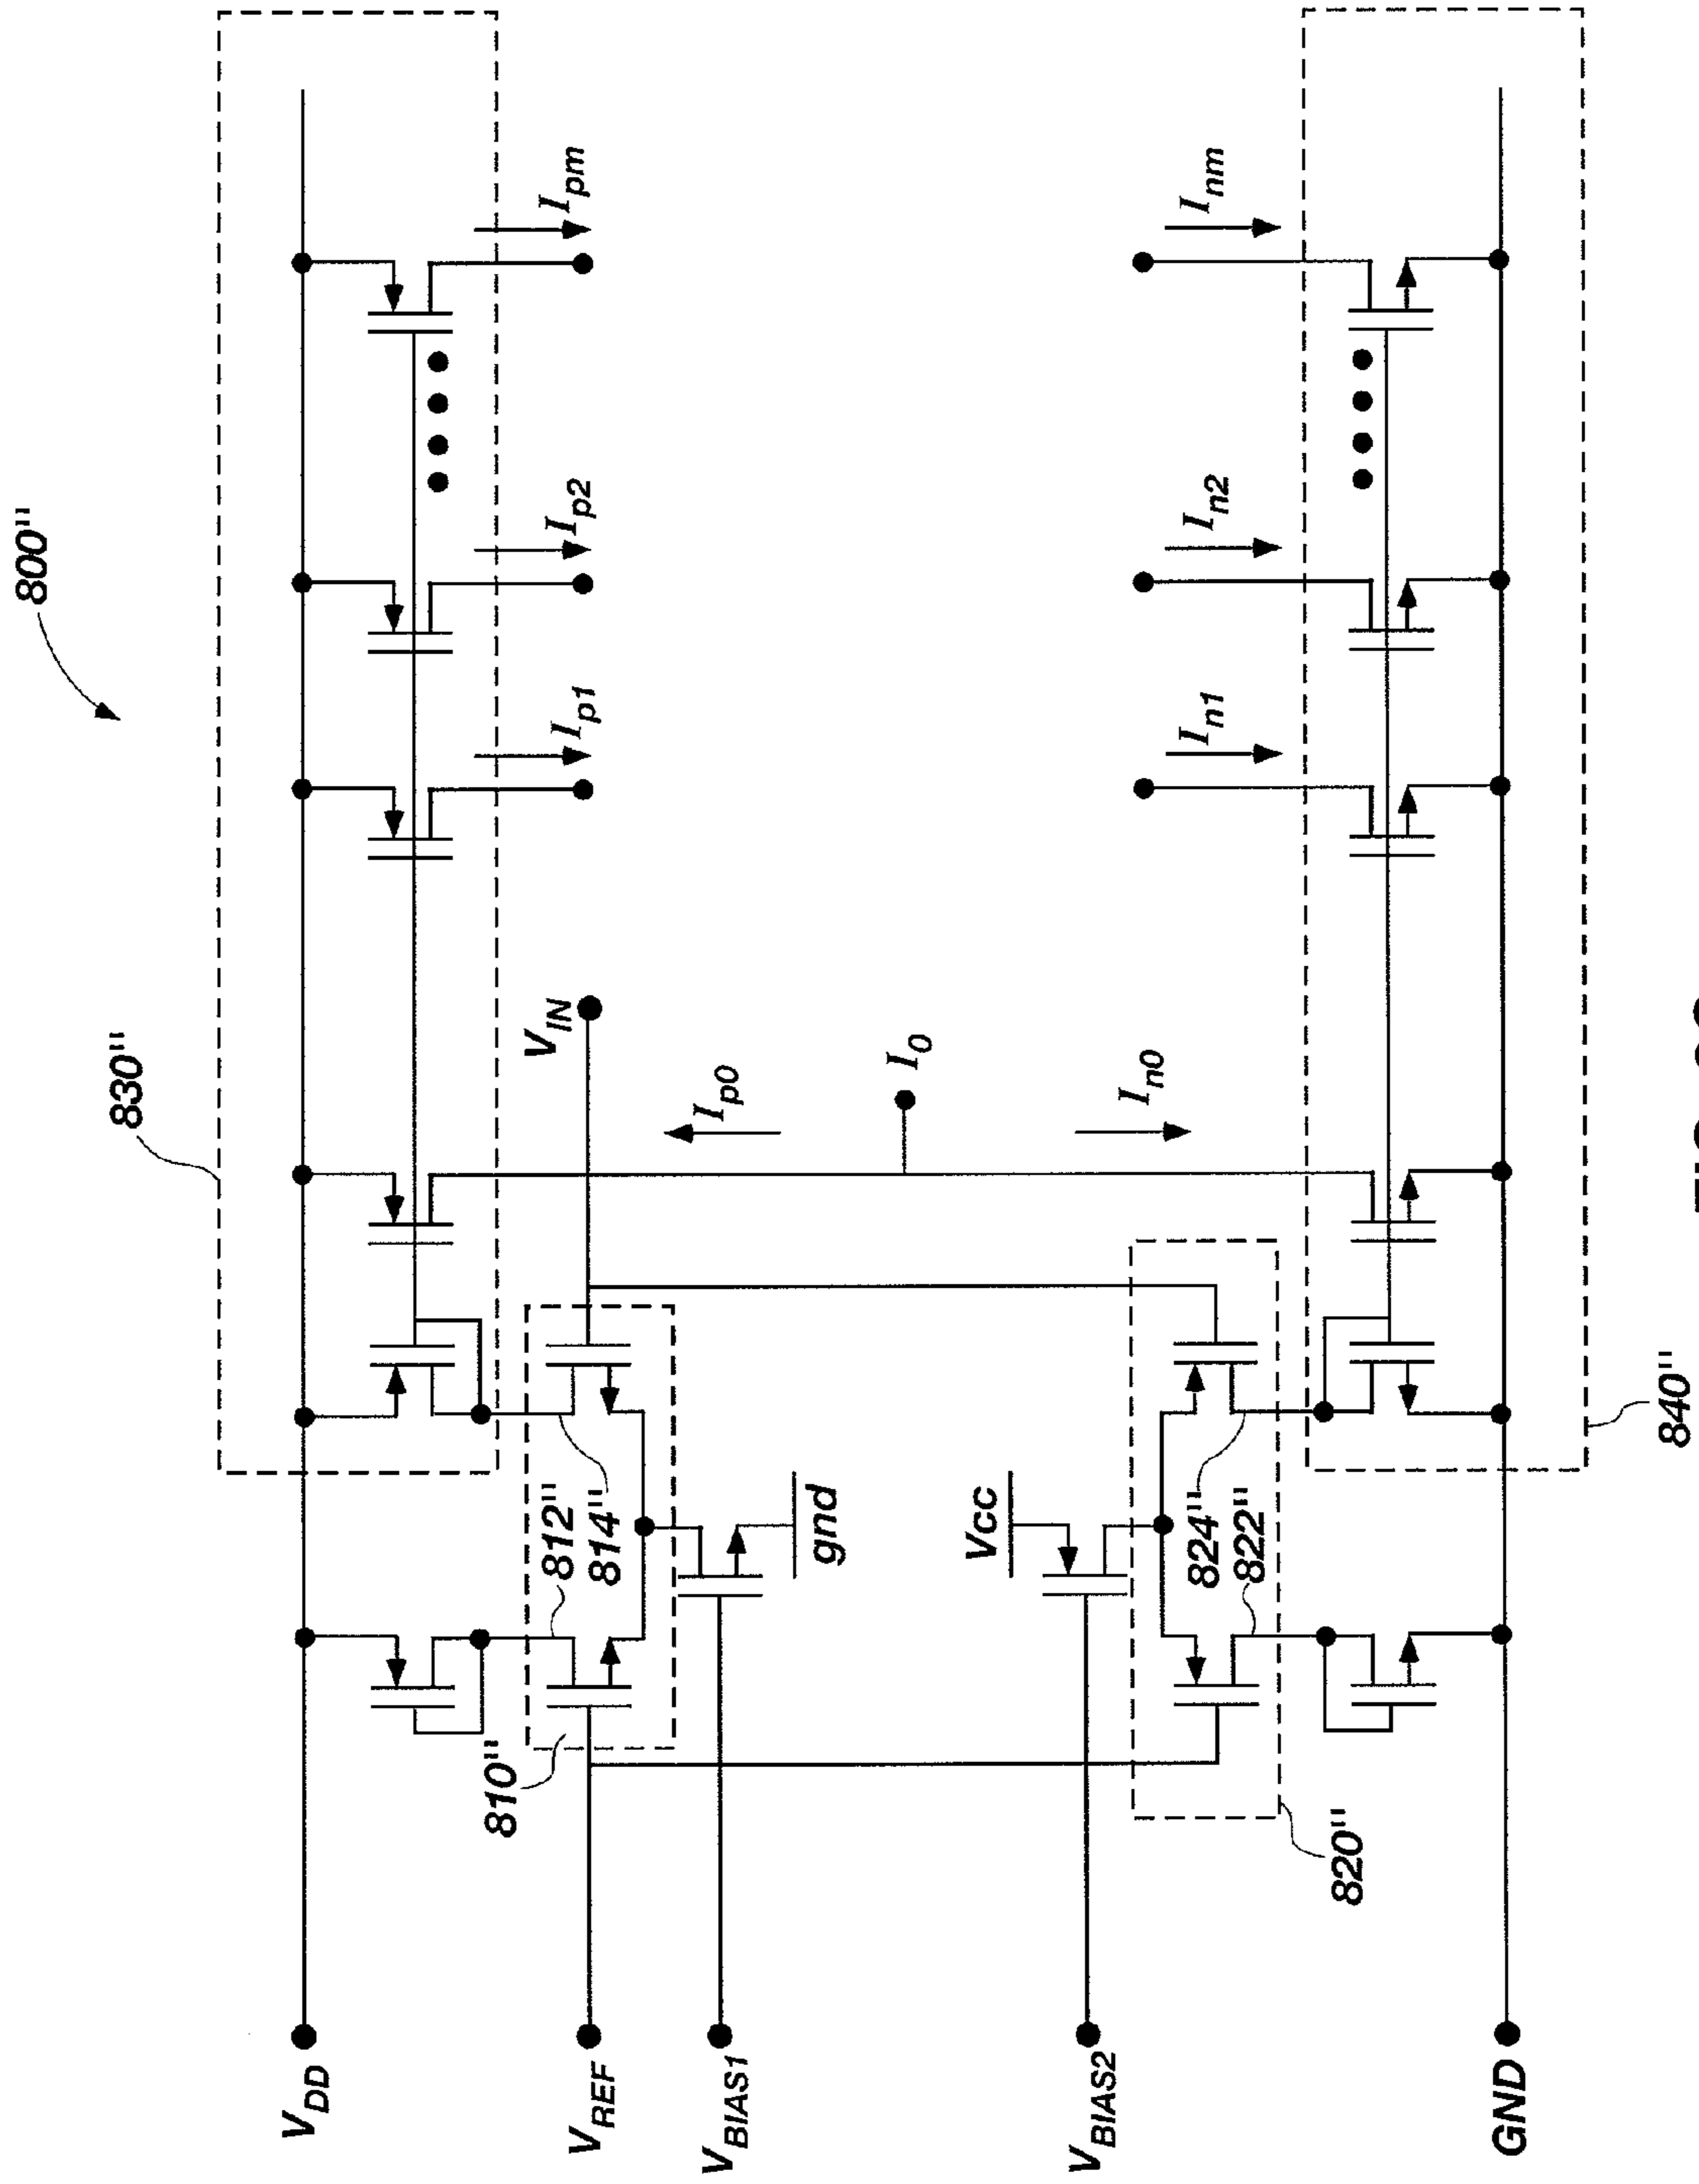 800"
830"
I_pm
I_p2
I_p1
V_IN
I_p0
I_0
I_n0
I_nm
I_n2
I_n1
812"
814"
810"
gnd
Vcc
824"
822"
820"
840"
V_DD
V_REF
V_BIAS1
V_BIAS2
GND